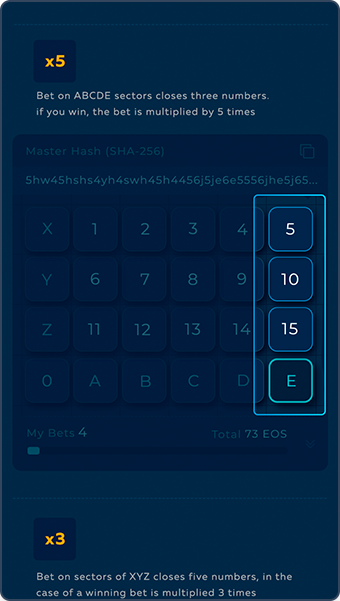 x5
Bet on ABCDE sectors closes three numbers.
if you win, the bet is multiplied by 5 times
Master Hash (SHA-256)
5hw45hshs4yh4swh45h4456j5je6e5556jhe5j65...
X 1 2 3 4 5
Y 6 7 8 9 10
Z 11 12 13 14 15
0 A B C D E
My Bets 4 Total 73 EOS
x3
Bet on sectors of XYZ closes five numbers, in the
case of a winning bet is multiplied 3 times